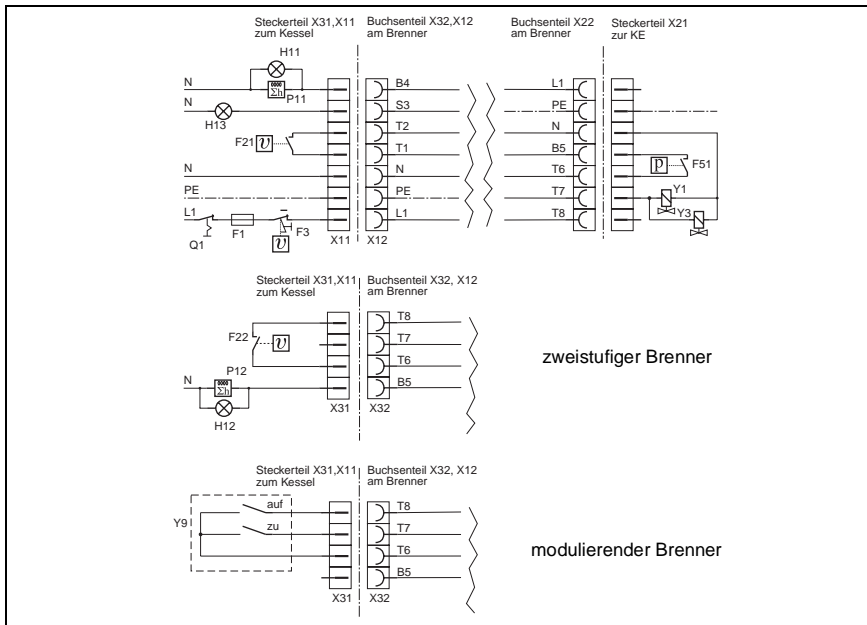 Steckerteil X31,X11 Buchsenteil X32,X12 Buchsenteil X22 Steckerteil X21
zum Kessel am Brenner am Brenner zur KE
H11
N B4 L1
0000 Σh P11
N S3 PE
H13
T2 N
F21 υ
T1 B5
p F51
N N T6
PE PE T7 Y1
L1 L1 T8 Y3
Q1 F1 F3 X11 X12
υ
Steckerteil X31,X11 Buchsenteil X32, X12
zum Kessel am Brenner
T8
F22 υ T7
zweistufiger Brenner
T6
P12
N 0000 Σh B5
X31 X32
H12
Steckerteil X31,X11 Buchsenteil X32, X12
zum Kessel am Brenner
auf T8
Y9 zu T7
T6
modulierender Brenner
B5
X31 X32